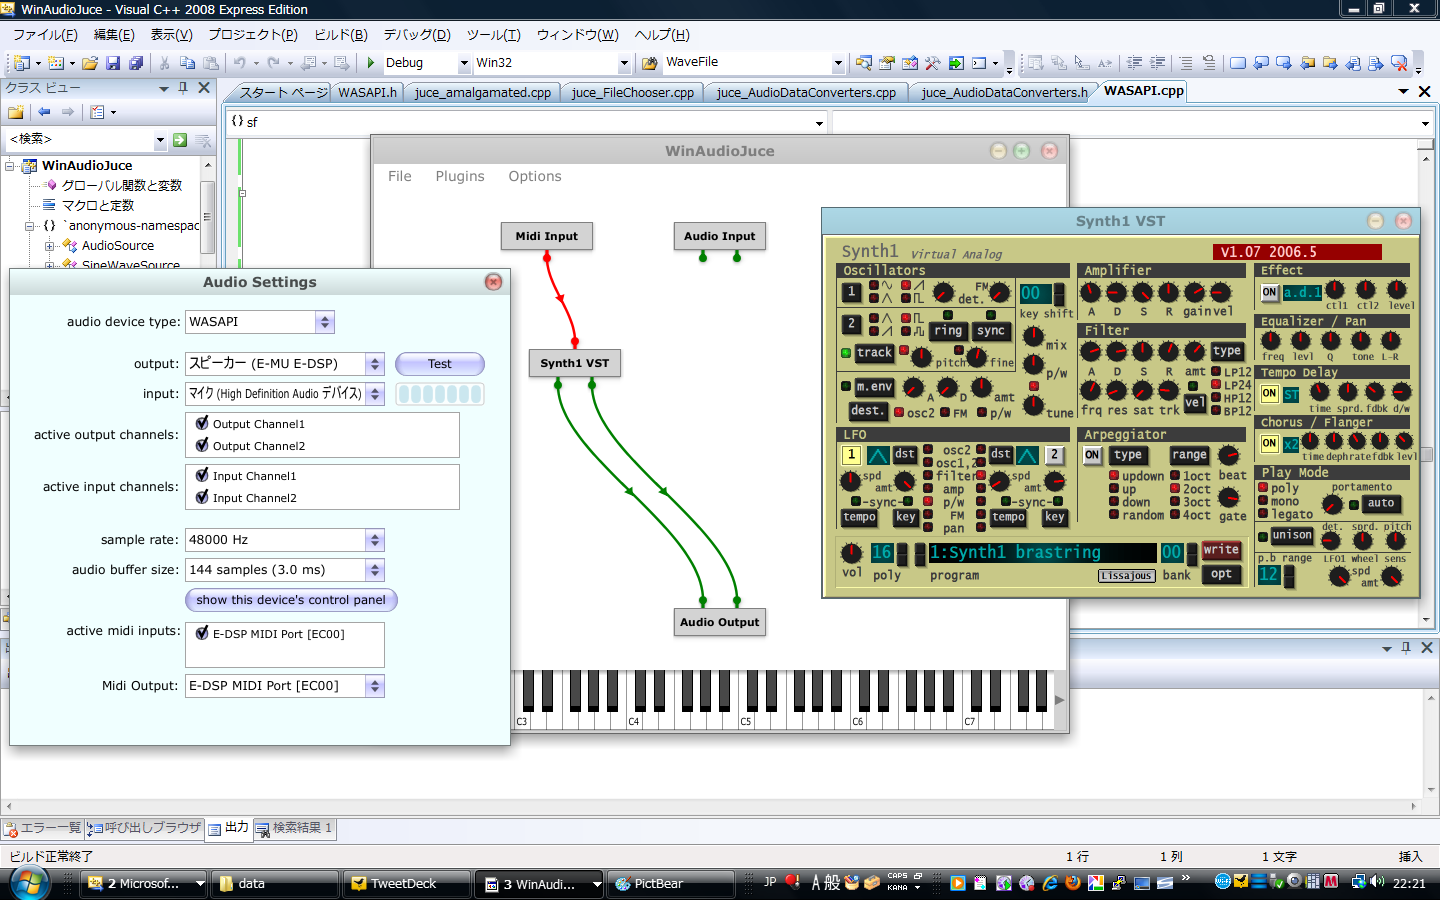 WinAudioJuce - Visual C++ 2008 Express Edition
ファイル(F) 編集(E) 表示(V) プロジェクト(P) ビルド(B) デバッグ(D) ツール(T) ウィンドウ(W) ヘルプ(H)
Debug Win32 WaveFile
クラス ビュー
スタート ページ WASAPI.h juce_amalgamated.cpp juce_FileChooser.cpp juce_AudioDataConverters.cpp juce_AudioDataConverters.h WASAPI.cpp
{} sf
<検索>
WinAudioJuce
グローバル関数と変数
マクロと定数
{} `anonymous-namespac
AudioSource
SineWaveSource
WinAudioJuce
File Plugins Options
Midi Input
Audio Input
Synth1 VST
Audio Output
C3 C4 C5 C6 C7
Audio Settings
audio device type: WASAPI
output: スピーカー (E-MU E-DSP) Test
input: マイク (High Definition Audio デバイス)
active output channels: Output Channel1
Output Channel2
active input channels: Input Channel1
Input Channel2
sample rate: 48000 Hz
audio buffer size: 144 samples (3.0 ms)
show this device's control panel
active midi inputs: E-DSP MIDI Port [EC00]
Midi Output: E-DSP MIDI Port [EC00]
Synth1 VST
Synth1 Virtual Analog v1.07 2006.5
Oscillators
1 FM det. 00
key shift
2 ring sync
mix
track pitch fine
p/w
m.env A D amt
dest. osc2 FM p/w tune
Amplifier
A D S R gain vel
Filter
A D S R amt type
LP12
LP24
HP12
BP12
frq res sat trk vel
LFO
1 dst osc2 dst 2
osc1,2
spd filter spd
amt amp amt
-sync- p/w -sync-
tempo key FM tempo key
pan
Arpeggiator
ON type range beat
updown 1oct
up 2oct
down 3oct
random 4oct
gate
Effect
ON a.d.1
ctl1 ctl2 level
Equalizer / Pan
freq levl Q tone L-R
Tempo Delay
ON ST
time sprd. fdbk d/w
Chorus / Flanger
ON x2
time deph rate fdbk levl
Play Mode
poly portamento
mono auto
legato
unison det. sprd. pitch
p.b range LFO1 wheel sens
12 spd amt
vol 16 poly 1:Synth1 brastring program Lissajous 00 bank write
opt
エラー一覧 呼び出しブラウザ 出力 検索結果 1
ビルド正常終了 1 行 1 列 1 文字 挿入
2 Microsof... data TweetDeck 3 WinAudi... PictBear JP A 般 CAPS KANA 22:21